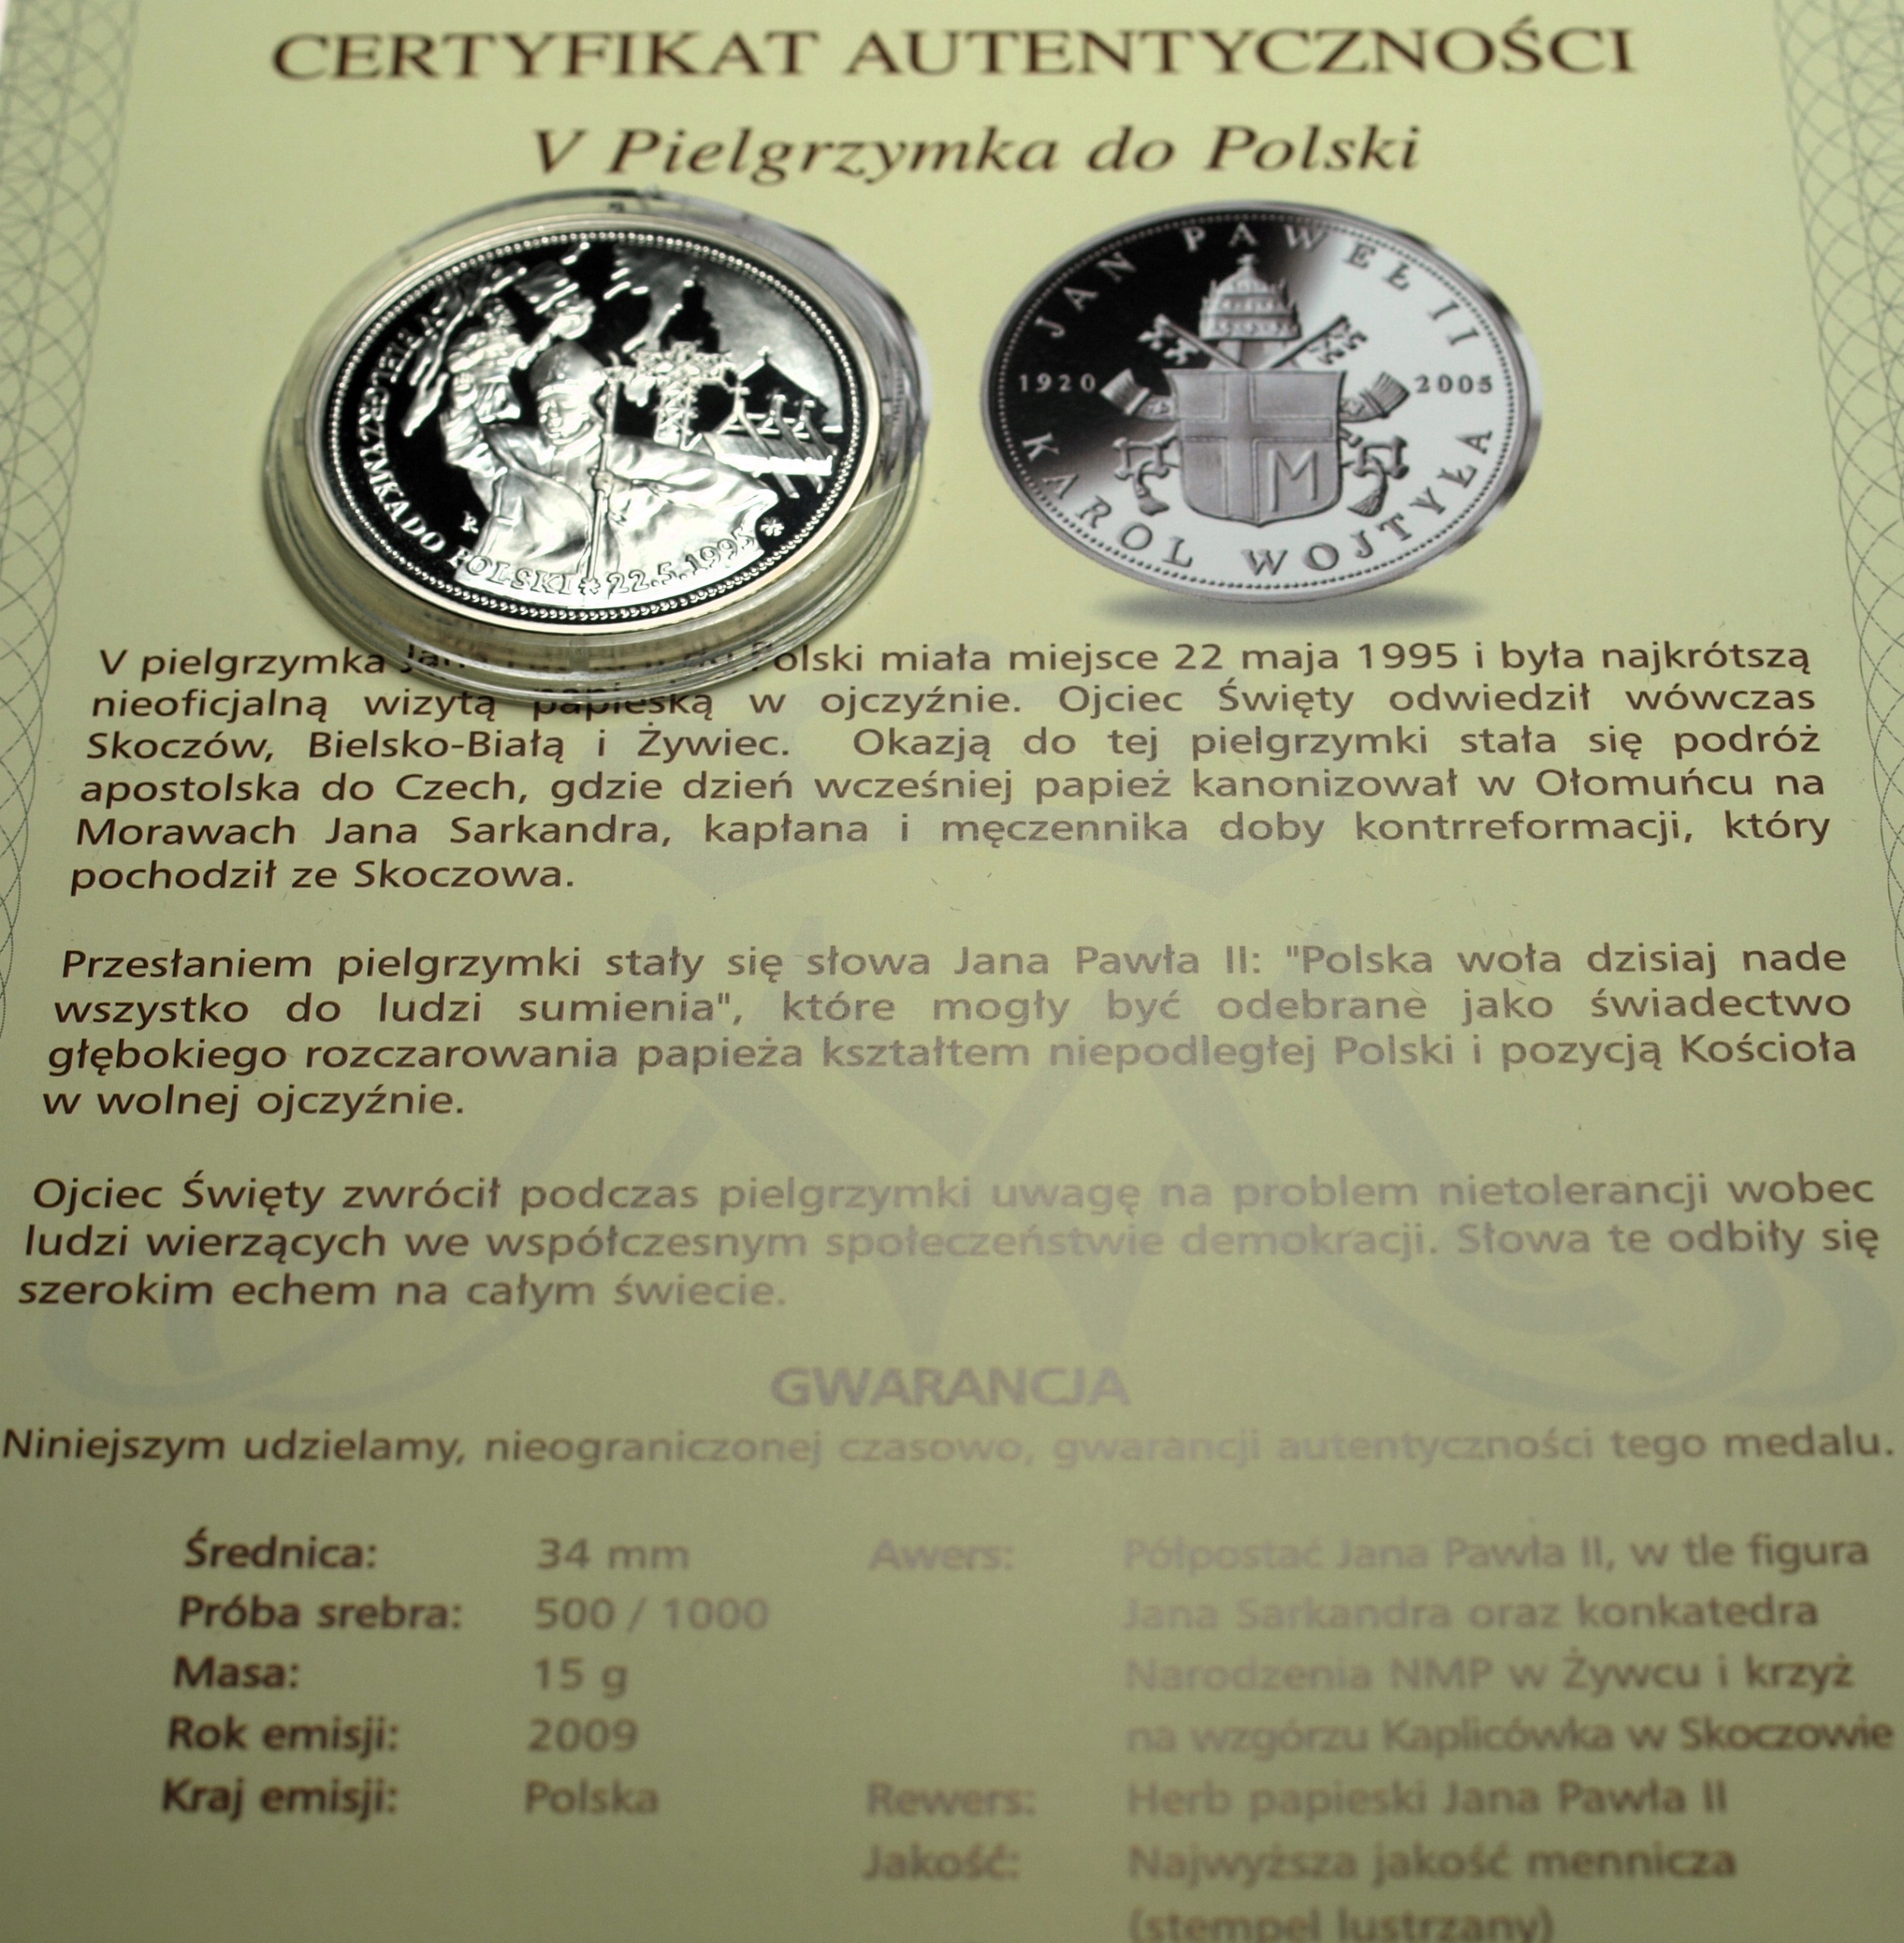 CERTYFIKAT AUTENTYCZNOŚCI
V Pielgrzymka do Polski
PIELGRZYMKA DO POLSKI * 22.5.1995 *
JAN PAWEŁ II
1920 2005
KAROL WOJTYŁA
M
V pielgrzymka Polski miała miejsce 22 maja 1995 i była najkrótszą
nieoficjalną wizytą papieską w ojczyźnie. Ojciec Święty odwiedził wówczas
Skoczów, Bielsko-Białą i Żywiec. Okazją do tej pielgrzymki stała się podróż
apostolska do Czech, gdzie dzień wcześniej papież kanonizował w Ołomuńcu na
Morawach Jana Sarkandra, kapłana i męczennika doby kontrreformacji, który
pochodził ze Skoczowa.
Przesłaniem pielgrzymki stały się słowa Jana Pawła II: "Polska woła dzisiaj nade
wszystko do ludzi sumienia", które mogły być odebrane jako świadectwo
głębokiego rozczarowania papieża kształtem niepodległej Polski i pozycją Kościoła
w wolnej ojczyźnie.
Ojciec Święty zwrócił podczas pielgrzymki uwagę na problem nietolerancji wobec
ludzi wierzących we współczesnym społeczeństwie demokracji. Słowa te odbiły się
szerokim echem na całym świecie.
GWARANCJA
Niniejszym udzielamy, nieograniczonej czasowo, gwarancji autentyczności tego medalu.
Średnica: 34 mm
Próba srebra: 500 / 1000
Masa: 15 g
Rok emisji: 2009
Kraj emisji: Polska
Awers: Półpostać Jana Pawła II, w tle figura
Jana Sarkandra oraz konkatedra
Narodzenia NMP w Żywcu i krzyż
na wzgórzu Kaplicówka w Skoczowie
Rewers: Herb papieski Jana Pawła II
Jakość: Najwyższa jakość mennicza
(stempel lustrzany)